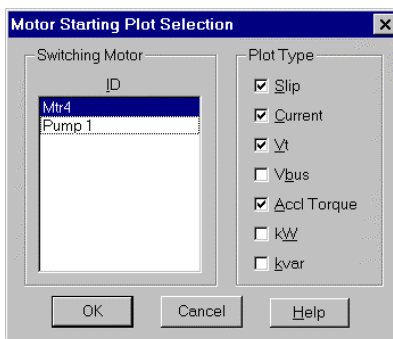 Motor Starting Plot Selection
Switching Motor
ID
Mtr4
Pump 1
Plot Type
Slip
Current
Vt
Vbus
Accl Torque
kW
kvar
OK
Cancel
Help